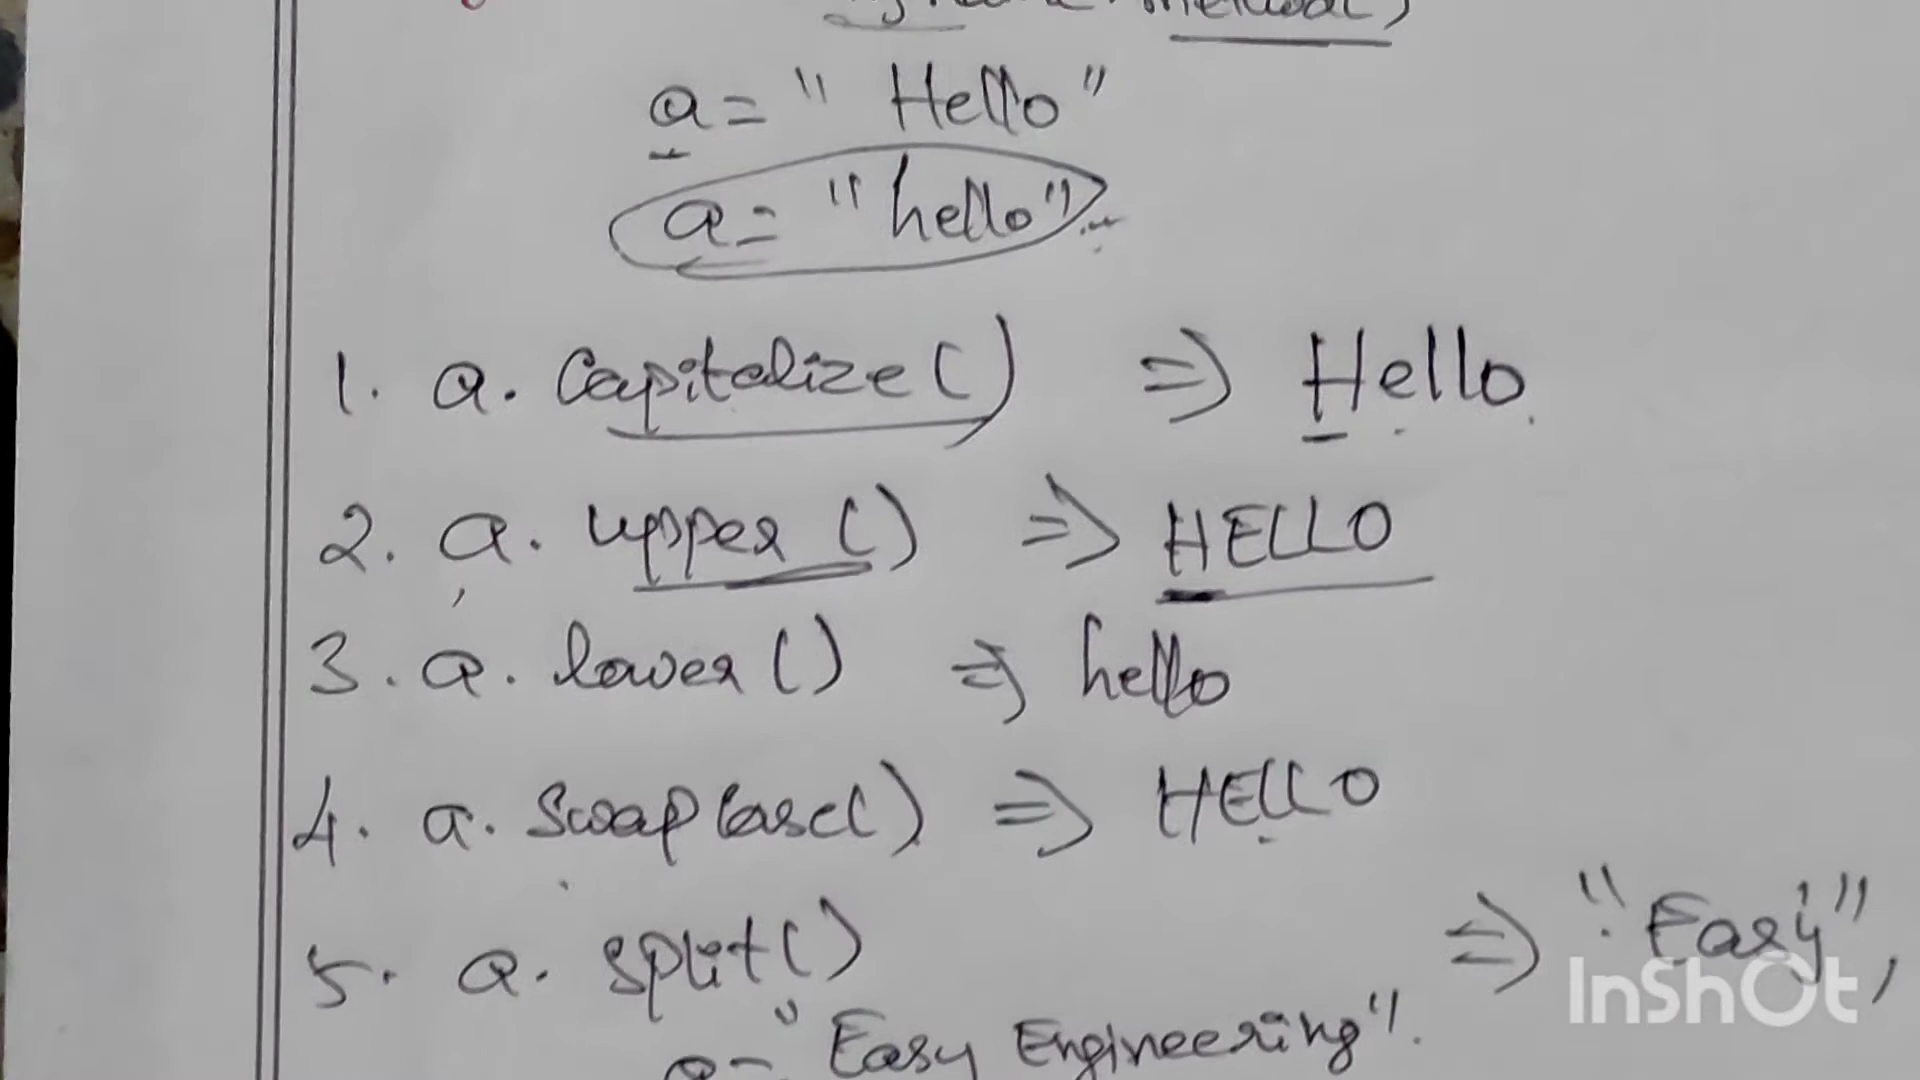 a = "Hello"
a = "hello"
1. a. Capitalize() => Hello.
2. a. upper() => HELLO
3. a. lower() => hello
4. a. Swapcase() => HELLO
5. a. split() => "Easy",
a = "Easy Engineering".
InShOt